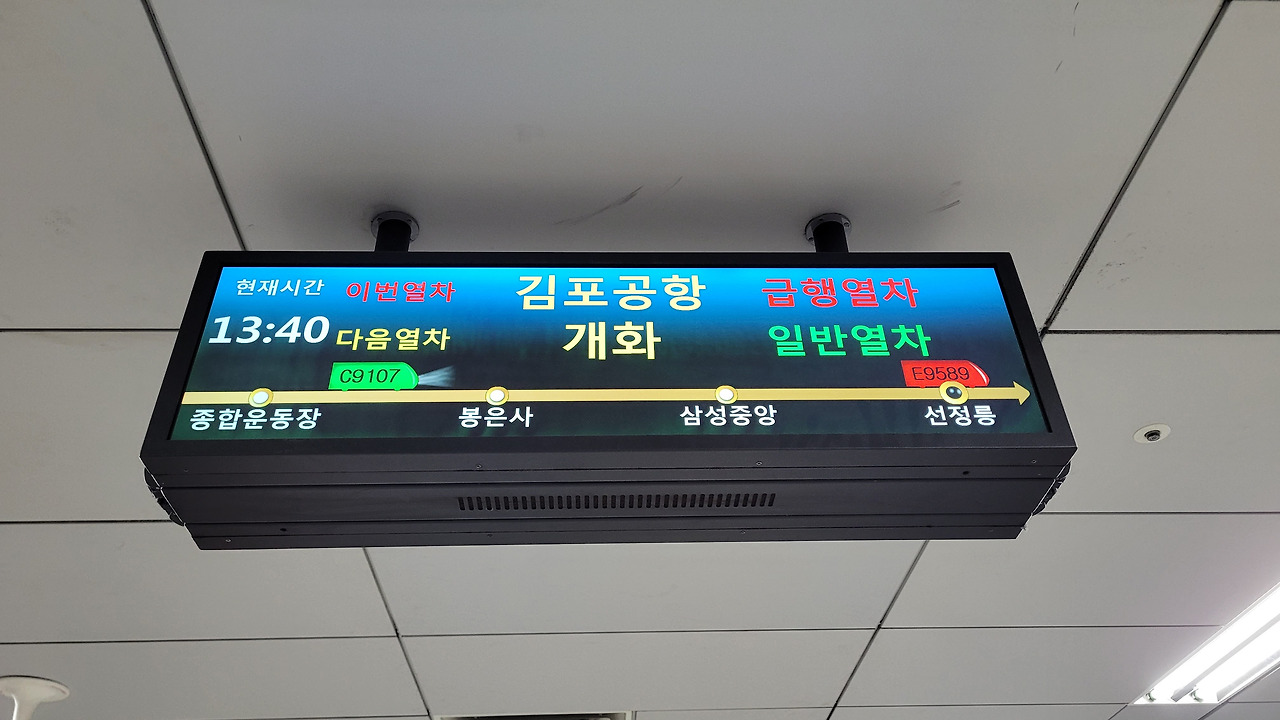 현재시간 이번열차 김포공항 급행열차
13:40 다음열차 개화 일반열차
C9107 E9589
종합운동장 봉은사 삼성중앙 선정릉